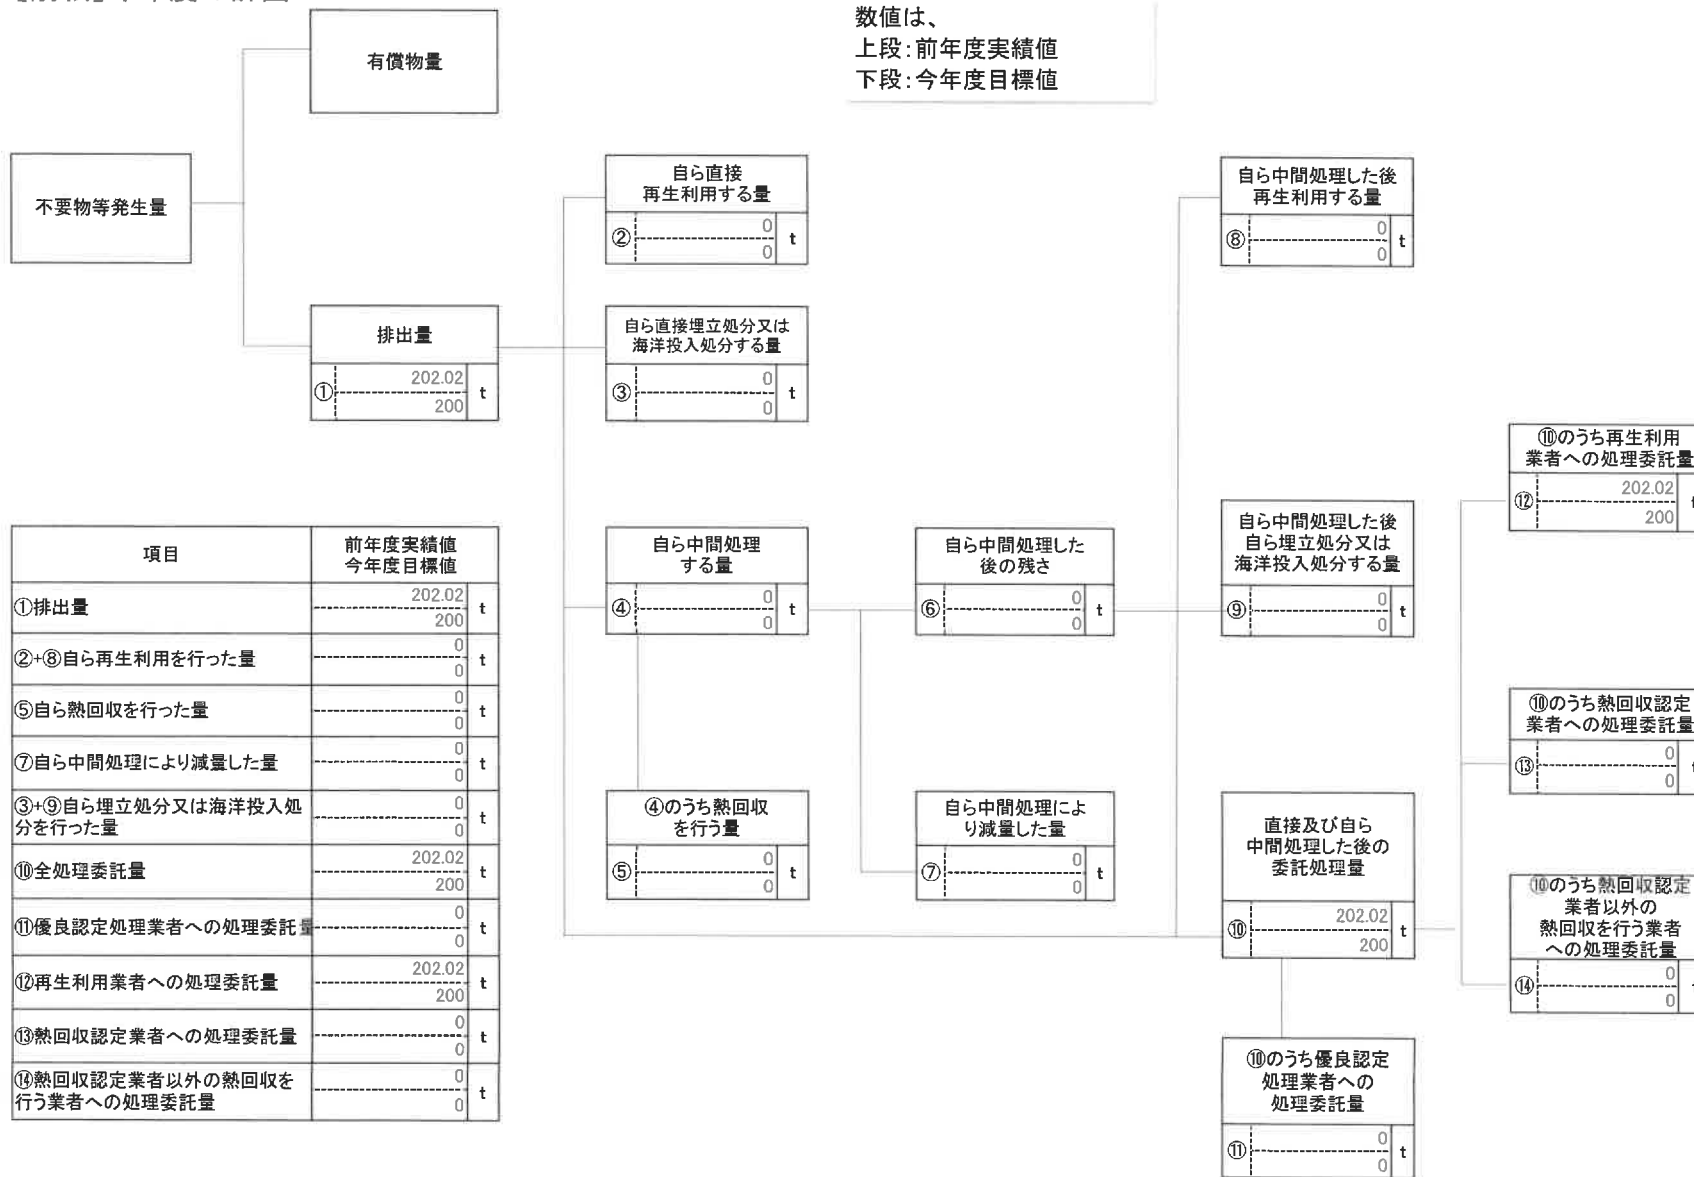 数値は、
上段:前年度実績値
下段:今年度目標値
有償物量
不要物等発生量
排出量
①
202.02
200
t
自ら直接
再生利用する量
②
0
0
t
自ら直接埋立処分又は
海洋投入処分する量
③
0
0
t
自ら中間処理
する量
④
0
0
t
④のうち熱回収
を行う量
⑤
0
0
t
自ら中間処理した
後の残さ
⑥
0
0
t
自ら中間処理によ
り減量した量
⑦
0
0
t
自ら中間処理した後
再生利用する量
⑧
0
0
t
自ら中間処理した後
自ら埋立処分又は
海洋投入処分する量
⑨
0
0
t
直接及び自ら
中間処理した後の
委託処理量
⑩
202.02
200
t
⑩のうち優良認定
処理業者への
処理委託量
⑪
0
0
t
⑩のうち再生利用
業者への処理委託量
⑫
202.02
200
⑩のうち熱回収認定
業者への処理委託量
⑬
0
0
⑩のうち熱回収認定
業者以外の
熱回収を行う業者
への処理委託量
⑭
0
0
項目
前年度実績値
今年度目標値
①排出量
202.02
200
t
②+⑧自ら再生利用を行った量
0
0
t
⑤自ら熱回収を行った量
0
0
t
⑦自ら中間処理により減量した量
0
0
t
③+⑨自ら埋立処分又は海洋投入処
分を行った量
0
0
t
⑩全処理委託量
202.02
200
t
⑪優良認定処理業者への処理委託量
0
0
t
⑫再生利用業者への処理委託量
202.02
200
t
⑬熱回収認定業者への処理委託量
0
0
t
⑭熱回収認定業者以外の熱回収を
行う業者への処理委託量
0
0
t